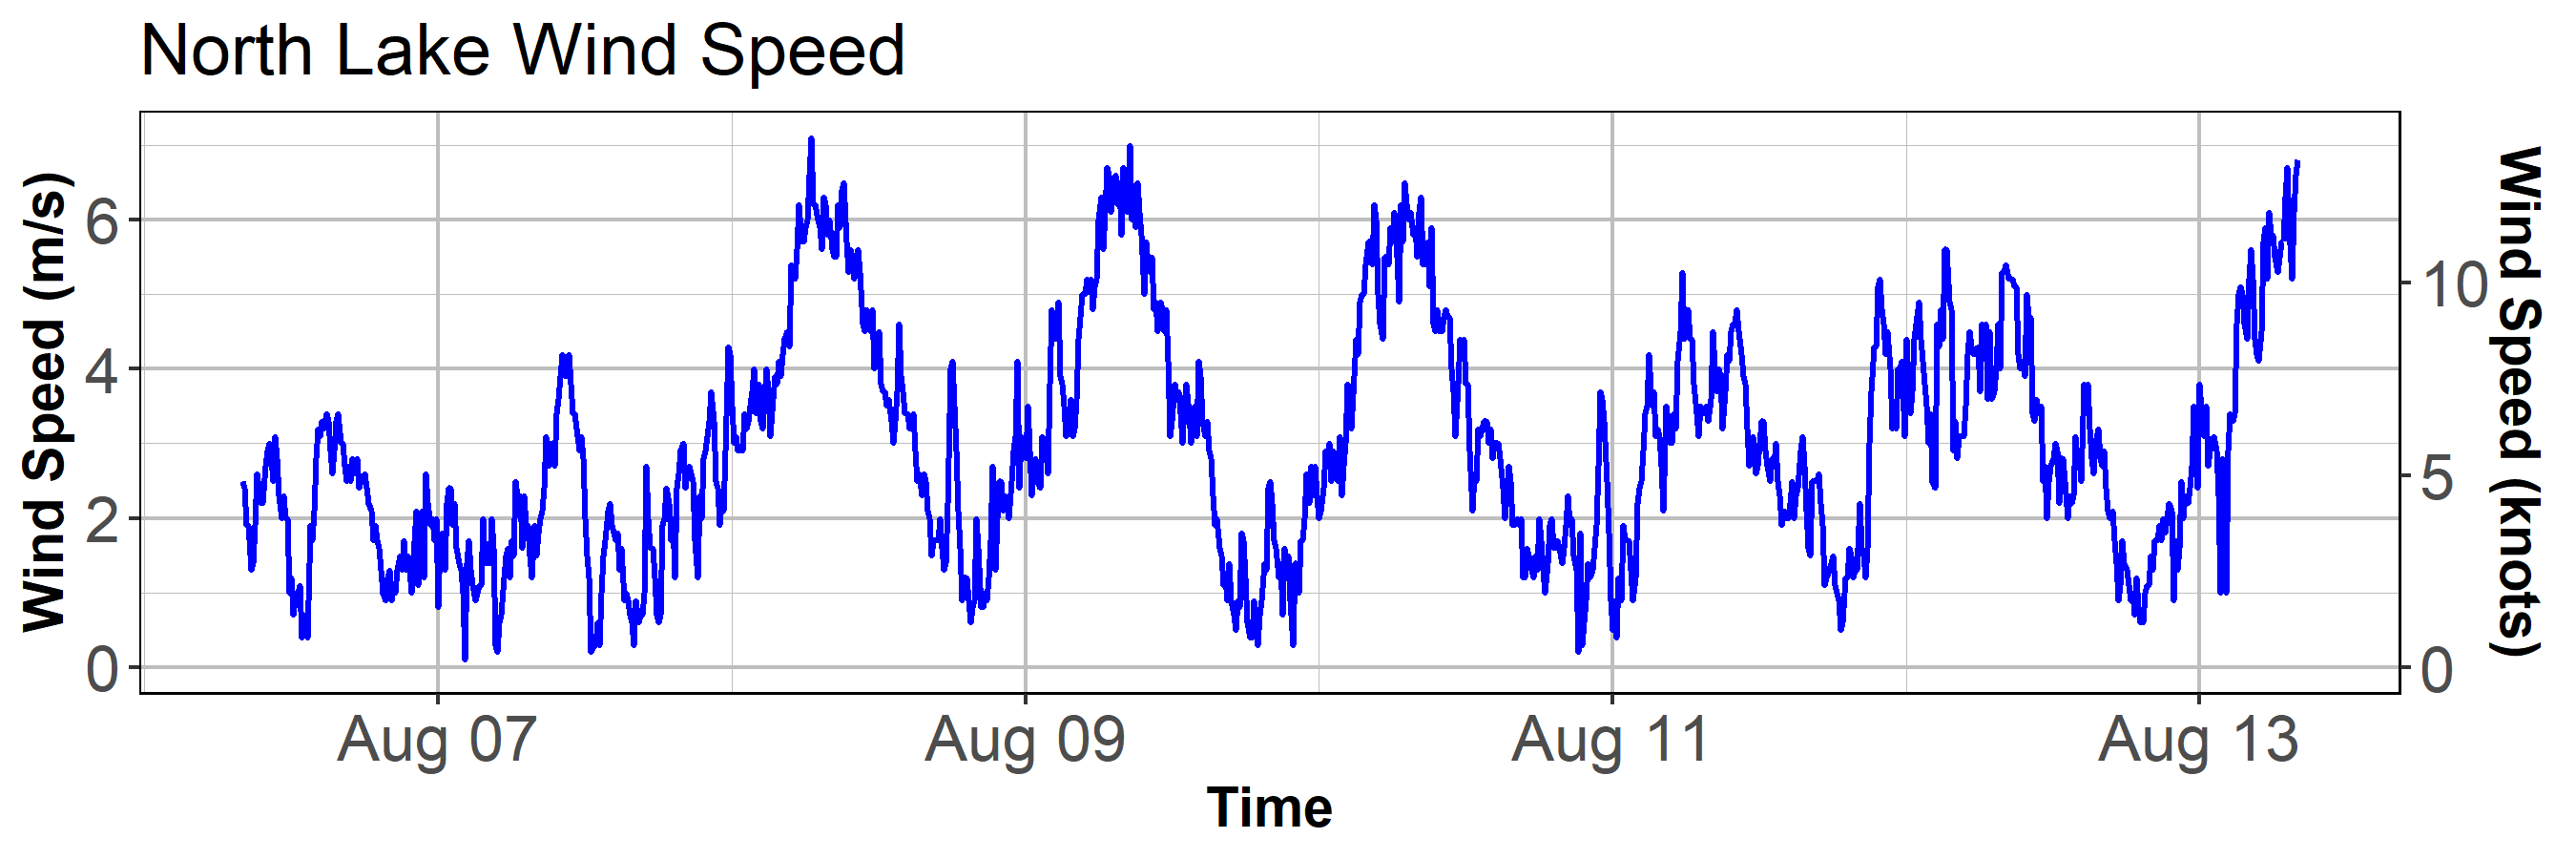 North Lake Wind Speed
Wind Speed (m/s)
6
4
2
0
10
5
0
Wind Speed (knots)
Aug 07 Aug 09 Aug 11 Aug 13
Time